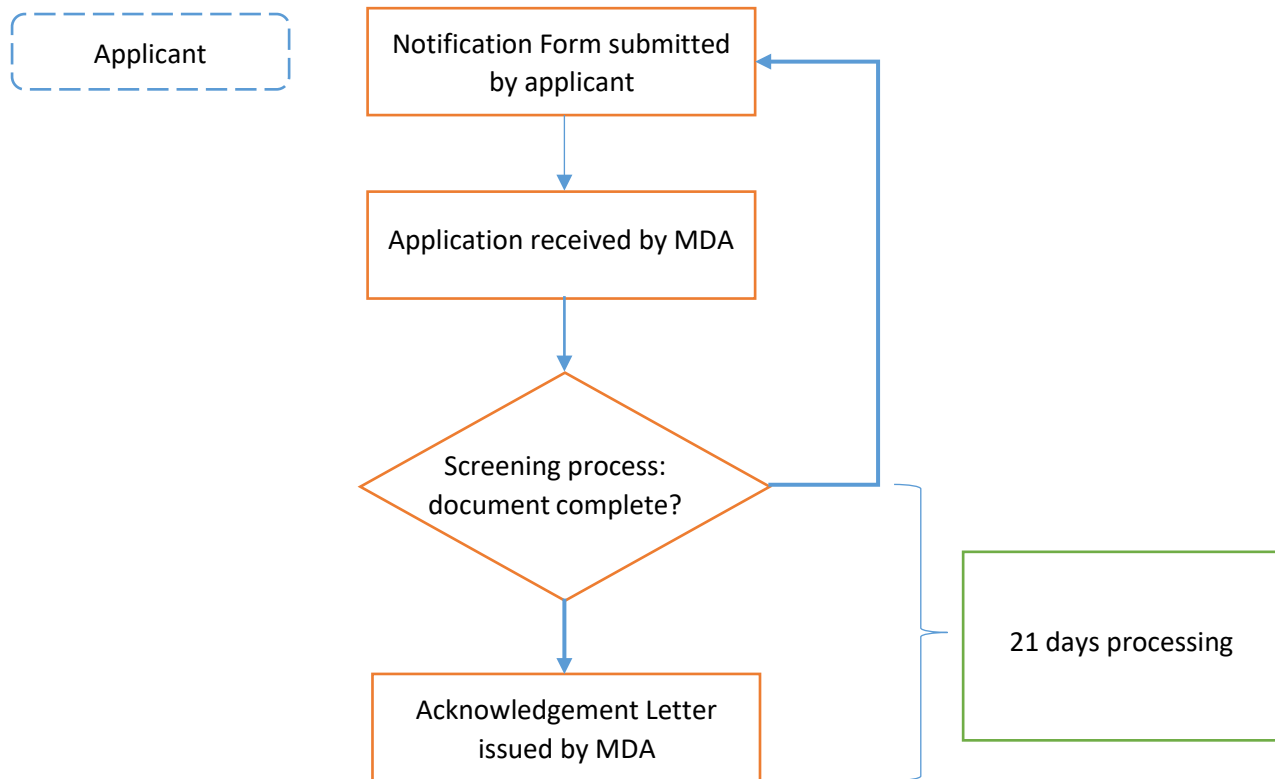 Applicant
Notification Form submitted
by applicant
Application received by MDA
Screening process:
document complete?
21 days processing
Acknowledgement Letter
issued by MDA